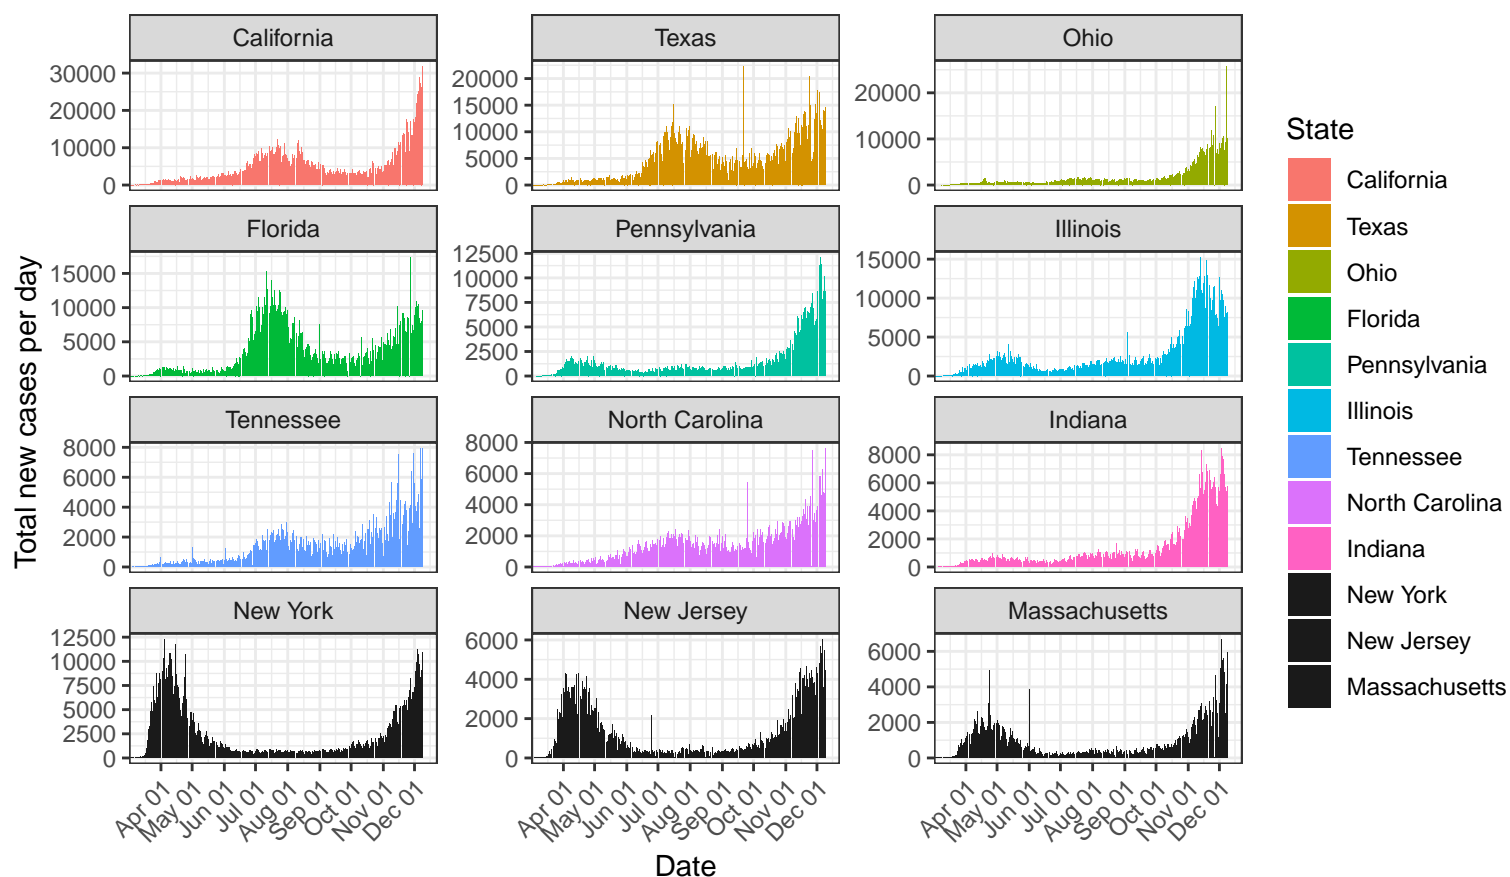 California
Texas
Ohio
30000
20000
10000
0
20000
15000
10000
5000
0
20000
10000
0
Florida
Pennsylvania
Illinois
15000
10000
5000
0
12500
10000
7500
5000
2500
0
15000
10000
5000
0
Tennessee
North Carolina
Indiana
8000
6000
4000
2000
0
8000
6000
4000
2000
0
8000
6000
4000
2000
0
New York
New Jersey
Massachusetts
12500
10000
7500
5000
2500
0
6000
4000
2000
0
6000
4000
2000
0
Apr 01
May 01
Jun 01
Jul 01
Aug 01
Sep 01
Oct 01
Nov 01
Dec 01
Apr 01
May 01
Jun 01
Jul 01
Aug 01
Sep 01
Oct 01
Nov 01
Dec 01
Apr 01
May 01
Jun 01
Jul 01
Aug 01
Sep 01
Oct 01
Nov 01
Dec 01
Date
Total new cases per day
State
California
Texas
Ohio
Florida
Pennsylvania
Illinois
Tennessee
North Carolina
Indiana
New York
New Jersey
Massachusetts